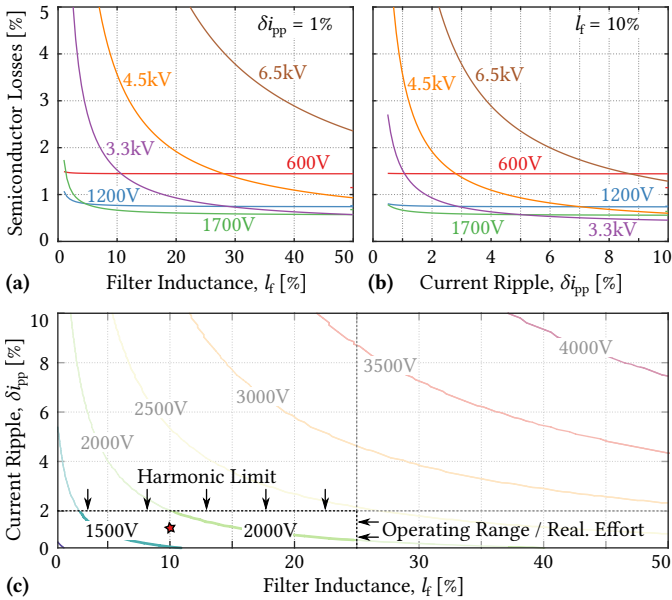 Semiconductor Losses [%]
5
4
3
2
1
0
δipp = 1%
6.5kV
4.5kV
3.3kV
600V
1200V
1700V
0 10 20 30 40 50
(a) Filter Inductance, lf [%]
lf = 10%
6.5kV
4.5kV
600V
1200V
1700V
3.3kV
0 2 4 6 8 10
(b) Current Ripple, δipp [%]
Current Ripple, δipp [%]
10
8
6
4
2
0
4000V
3500V
3000V
2500V
2000V
Harmonic Limit
1500V
2000V
Operating Range / Real. Effort
0 10 20 30 40 50
(c) Filter Inductance, lf [%]